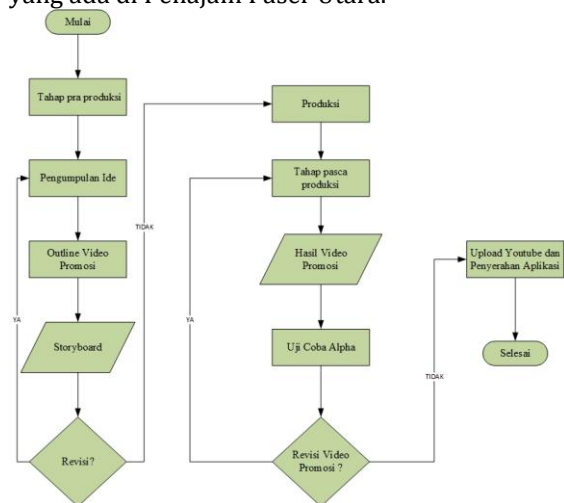 yang ada di Penajam Paser Utara.
Mulai
Tahap pra produksi
Pengumpulan Ide
Outline Video
Promosi
YA
Storyboard
Revisi?
TIDAK
Produksi
Tahap pasca
produksi
Hasil Video
Promosi
YA
Uji Coba Alpha
Revisi Video
Promosi ?
TIDAK
Upload Youtube dan
Penyerahan Aplikasi
Selesai